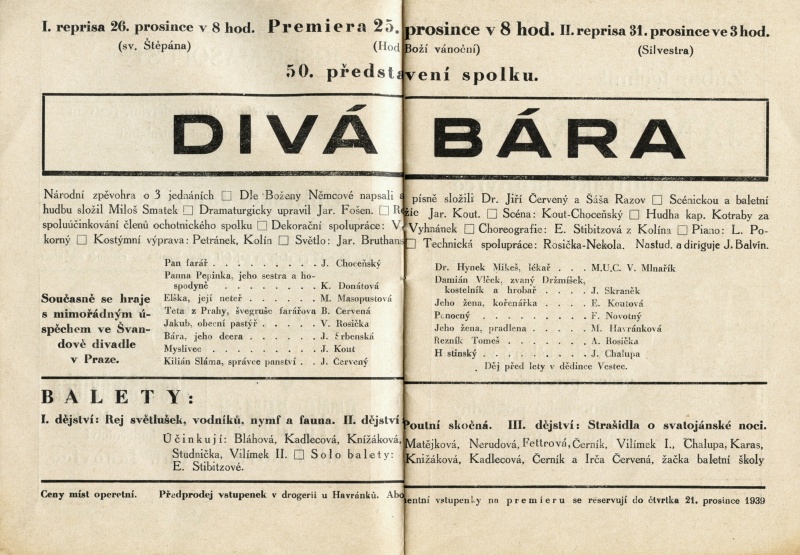 I. reprisa 26. prosince v 8 hod. Premiera 25. prosince v 8 hod. II. reprisa 31. prosince ve 3 hod.
(sv. Štěpána) (Hod Boží vánoční) (Silvestra)
50. představení spolku.
DIVÁ BÁRA
Národní zpěvohra o 3 jednáních □ Dle Boženy Němcové napsali a písně složili Dr. Jiří Červený a Šáša Razov □ Scénickou a baletní
hudbu složil Miloš Smatek □ Dramaturgicky upravil Jar. Fošen. □ Režie Jar. Kout. □ Scéna: Kout-Choceňský □ Hudba kap. Kotraby za
spoluúčinkování členů ochotnického spolku □ Dekorační spolupráce: V. Vyhnánek □ Choreografie: E. Stibitzová z Kolína □ Piano: L. Po-
korný □ Kostýmní výprava: Petránek, Kolín □ Světlo: Jar. Bruthans □ Technická spolupráce: Rosička-Nekola. Nastud. a diriguje J. Balvín.
Současně se hraje
s mimořádným ú-
spěchem ve Švan-
dově divadle
v Praze.
Pan farář . . . . . . . . . J. Choceňský
Panna Pepinka, jeho sestra a ho-
spodyně . . . . . . . . K. Donátová
Elška, její neteř . . . . . . . M. Masopustová
Teta z Prahy, švegruše farářova B. Červená
Jakub, obecní pastýř . . . . . V. Rosička
Bára, jeho dcera . . . . . . . J. Srbenská
Myslivec . . . . . . . . . J. Kout
Kilián Sláma, správce panství . . J. Červený
Dr. Hynek Mikeš, lékař . . . M.U.C. V. Mlnařík
Damián Vlček, zvaný Držmíšek,
kostelník a hrobař . . . . J. Skraněk
Jeho žena, kořenářka . . . . E. Koutová
Ponocný . . . . . . . . F. Novotný
Jeho žena, pradlena . . . . . M. Havránková
Řezník Tomeš . . . . . . A. Rosička
Hostinský . . . . . . . . J. Chalupa
Děj před lety v dědince Vestec.
BALETY:
I. dějství: Rej světlušek, vodníků, nymf a fauna. II. dějství: Poutní skočná. III. dějství: Strašidla o svatojánské noci.
Účinkují: Bláhová, Kadlecová, Knížáková, Matějková, Nerudová, Fettrová, Černík, Vilímek I., Chalupa, Karas,
Studnička, Vilímek II. □ Solo balety: Knižáková, Kadlecová, Černík a Irča Červená, žačka baletní školy
E. Stibitzové.
Ceny míst operetní. Předprodej vstupenek v drogerii u Havránků. Abonentní vstupenky na premieru se reservují do čtvrtka 21. prosince 1939